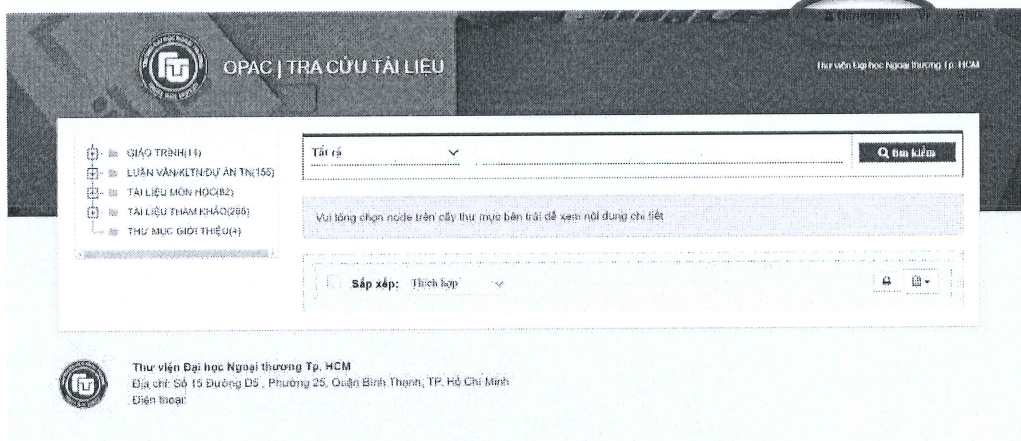 Đăng nhập
OPAC | TRA CỨU TÀI LIỆU
Thư viện Đại học Ngoại thương Tp. HCM
GIÁO TRÌNH(14)
LUẬN VĂN/KLTN/DỰ ÁN TN(155)
TÀI LIỆU MÔN HỌC(82)
TÀI LIỆU THAM KHẢO(286)
THƯ MỤC GIỚI THIỆU(4)
Tất cả
Tìm kiếm
Vui lòng chọn node trên cây thư mục bên trái để xem nội dung chi tiết
Sắp xếp: Thích hợp
Thư viện Đại học Ngoại thương Tp. HCM
Địa chỉ: Số 15 Đường D5 , Phường 25, Quận Bình Thạnh, TP. Hồ Chí Minh
Điện thoại: